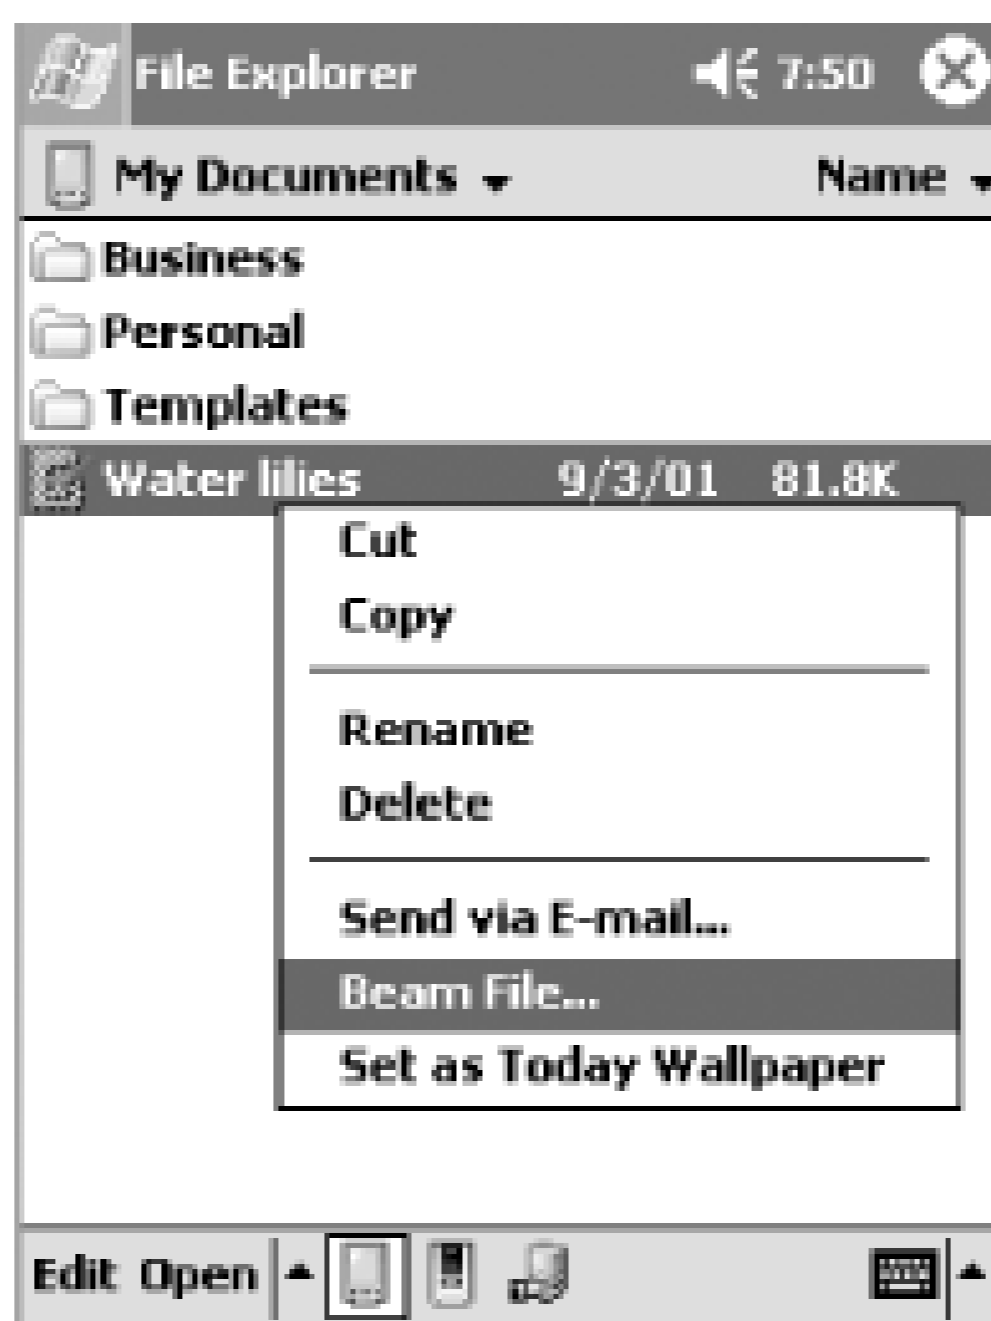 File Explorer 7:50
My Documents Name
Business
Personal
Templates
Water lilies 9/3/01 81.8K
Cut
Copy
Rename
Delete
Send via E-mail...
Beam File...
Set as Today Wallpaper
Edit Open